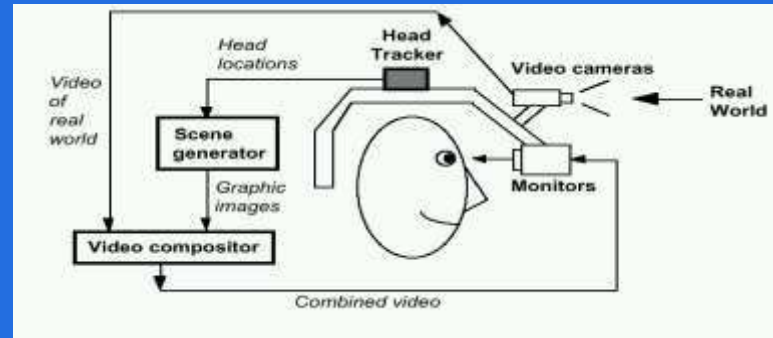 Head
Tracker
Head
locations
Video cameras
Video
of
real
world
Real
World
Scene
generator
Monitors
Graphic
images
Video compositor
Combined video